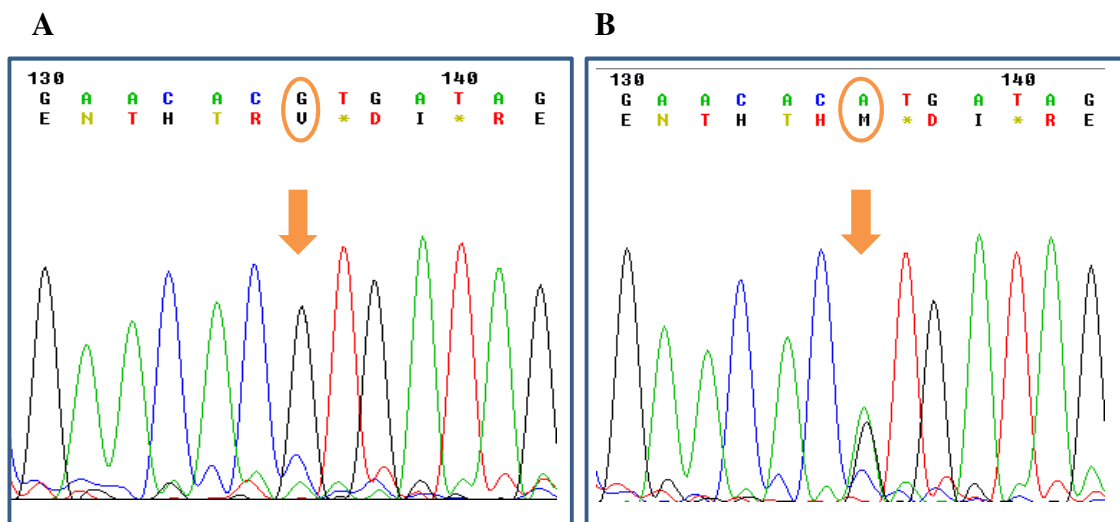 A
B
130 140
G A A C A C G T G A T A G
E N T H T R V * D I * R E
130 140
G A A C A C A T G A T A G
E N T H T H M * D I * R E